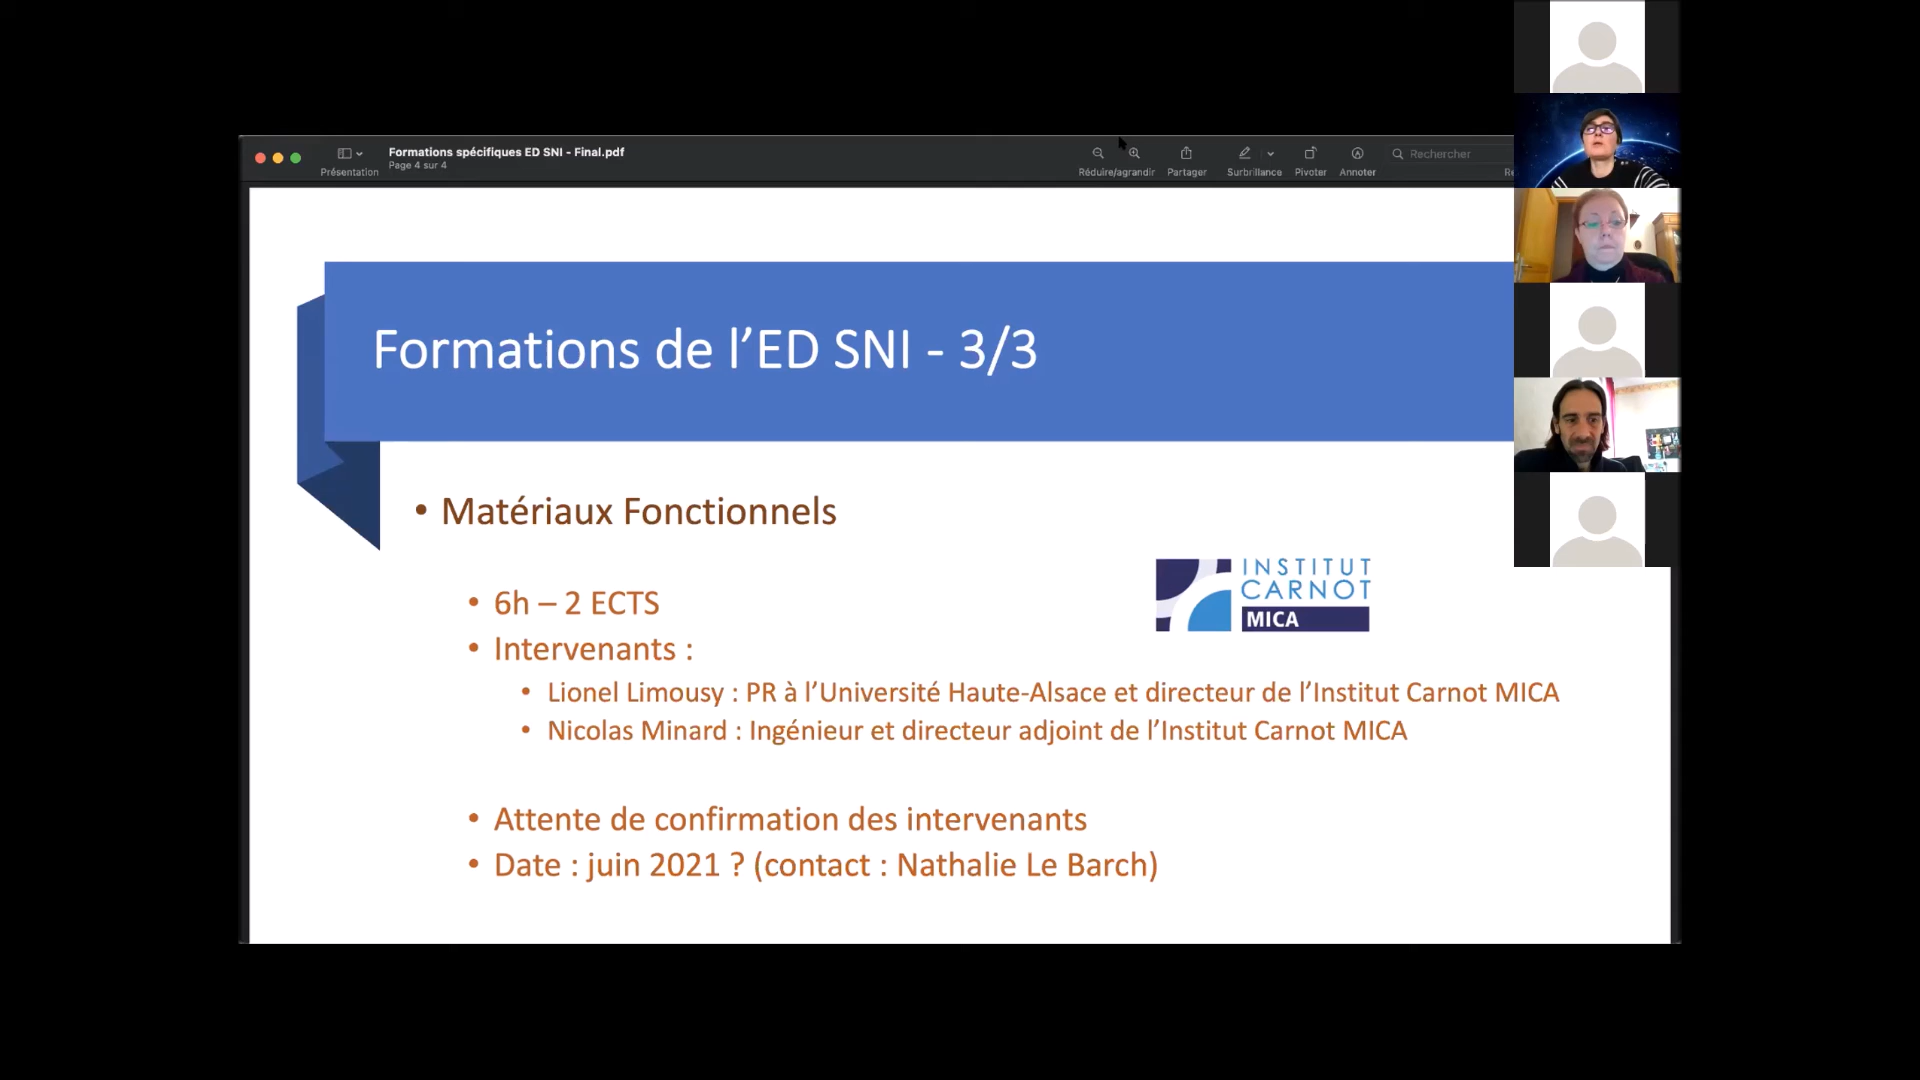 Formations spécifiques ED SNI - Final.pdf
Page 4 sur 4
Présentation
Réduire/agrandir
Partager
Surbrillance
Pivoter
Annoter
Rechercher
Formations de l’ED SNI - 3/3
• Matériaux Fonctionnels
INSTITUT
CARNOT
MICA
• 6h – 2 ECTS
• Intervenants :
• Lionel Limousy : PR à l’Université Haute-Alsace et directeur de l’Institut Carnot MICA
• Nicolas Minard : Ingénieur et directeur adjoint de l’Institut Carnot MICA
• Attente de confirmation des intervenants
• Date : juin 2021 ? (contact : Nathalie Le Barch)